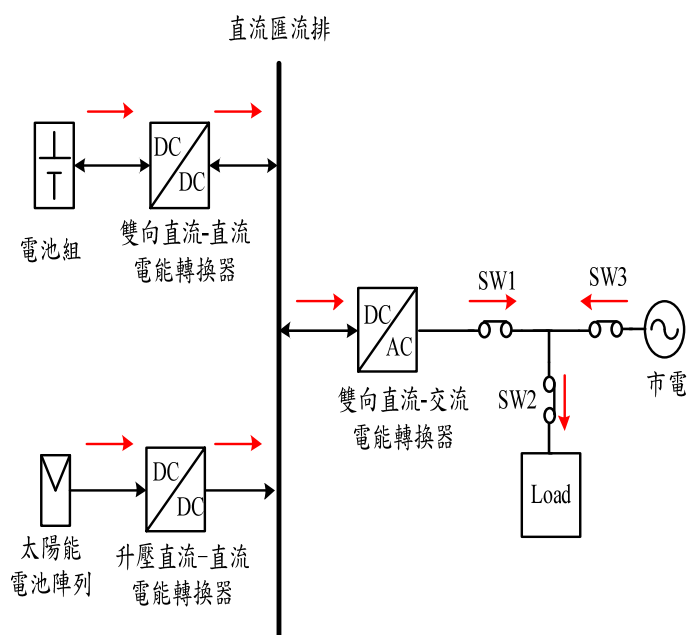 直流匯流排
DC
DC
電池組
雙向直流-直流
電能轉換器
SW1
SW3
DC
AC
市電
雙向直流-交流
電能轉換器
SW2
DC
DC
Load
太陽能
電池陣列
升壓直流-直流
電能轉換器